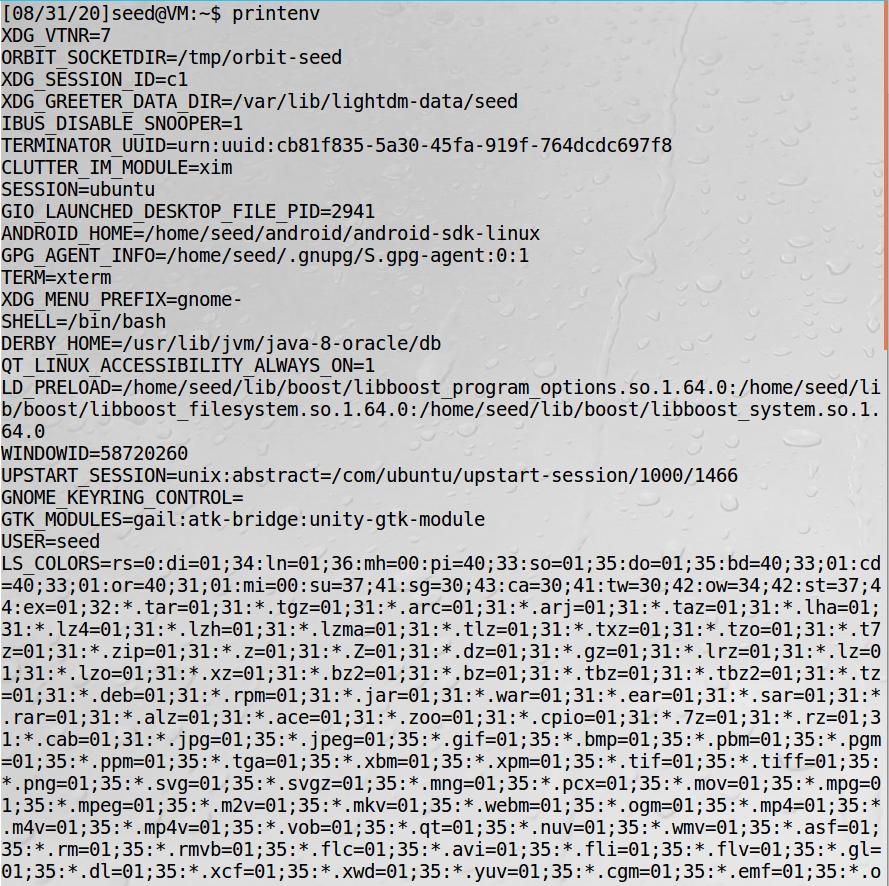 [08/31/20]seed@VM:~$ printenv
XDG_VTNR=7
ORBIT_SOCKETDIR=/tmp/orbit-seed
XDG_SESSION_ID=c1
XDG_GREETER_DATA_DIR=/var/lib/lightdm-data/seed
IBUS_DISABLE_SNOOPER=1
TERMINATOR_UUID=urn:uuid:cb81f835-5a30-45fa-919f-764dcdc697f8
CLUTTER_IM_MODULE=xim
SESSION=ubuntu
GIO_LAUNCHED_DESKTOP_FILE_PID=2941
ANDROID_HOME=/home/seed/android/android-sdk-linux
GPG_AGENT_INFO=/home/seed/.gnupg/S.gpg-agent:0:1
TERM=xterm
XDG_MENU_PREFIX=gnome-
SHELL=/bin/bash
DERBY_HOME=/usr/lib/jvm/java-8-oracle/db
QT_LINUX_ACCESSIBILITY_ALWAYS_ON=1
LD_PRELOAD=/home/seed/lib/boost/libboost_program_options.so.1.64.0:/home/seed/li
b/boost/libboost_filesystem.so.1.64.0:/home/seed/lib/boost/libboost_system.so.1.
64.0
WINDOWID=58720260
UPSTART_SESSION=unix:abstract=/com/ubuntu/upstart-session/1000/1466
GNOME_KEYRING_CONTROL=
GTK_MODULES=gail:atk-bridge:unity-gtk-module
USER=seed
LS_COLORS=rs=0:di=01;34:ln=01;36:mh=00:pi=40;33:so=01;35:do=01;35:bd=40;33;01:cd
=40;33;01:or=40;31;01:mi=00:su=37;41:sg=30;43:ca=30;41:tw=30;42:ow=34;42:st=37;4
4:ex=01;32:*.tar=01;31:*.tgz=01;31:*.arc=01;31:*.arj=01;31:*.taz=01;31:*.lha=01;
31:*.lz4=01;31:*.lzh=01;31:*.lzma=01;31:*.tlz=01;31:*.txz=01;31:*.tzo=01;31:*.t7
z=01;31:*.zip=01;31:*.z=01;31:*.Z=01;31:*.dz=01;31:*.gz=01;31:*.lrz=01;31:*.lz=0
1;31:*.lzo=01;31:*.xz=01;31:*.bz2=01;31:*.bz=01;31:*.tbz=01;31:*.tbz2=01;31:*.tz
=01;31:*.deb=01;31:*.rpm=01;31:*.jar=01;31:*.war=01;31:*.ear=01;31:*.sar=01;31:*
.rar=01;31:*.alz=01;31:*.ace=01;31:*.zoo=01;31:*.cpio=01;31:*.7z=01;31:*.rz=01;3
1:*.cab=01;31:*.jpg=01;35:*.jpeg=01;35:*.gif=01;35:*.bmp=01;35:*.pbm=01;35:*.pgm
=01;35:*.ppm=01;35:*.tga=01;35:*.xbm=01;35:*.xpm=01;35:*.tif=01;35:*.tiff=01;35:
*.png=01;35:*.svg=01;35:*.svgz=01;35:*.mng=01;35:*.pcx=01;35:*.mov=01;35:*.mpg=0
1;35:*.mpeg=01;35:*.m2v=01;35:*.mkv=01;35:*.webm=01;35:*.ogm=01;35:*.mp4=01;35:*
.m4v=01;35:*.mp4v=01;35:*.vob=01;35:*.qt=01;35:*.nuv=01;35:*.wmv=01;35:*.asf=01;
35:*.rm=01;35:*.rmvb=01;35:*.flc=01;35:*.avi=01;35:*.fli=01;35:*.flv=01;35:*.gl=
01;35:*.dl=01;35:*.xcf=01;35:*.xwd=01;35:*.yuv=01;35:*.cgm=01;35:*.emf=01;35:*.o